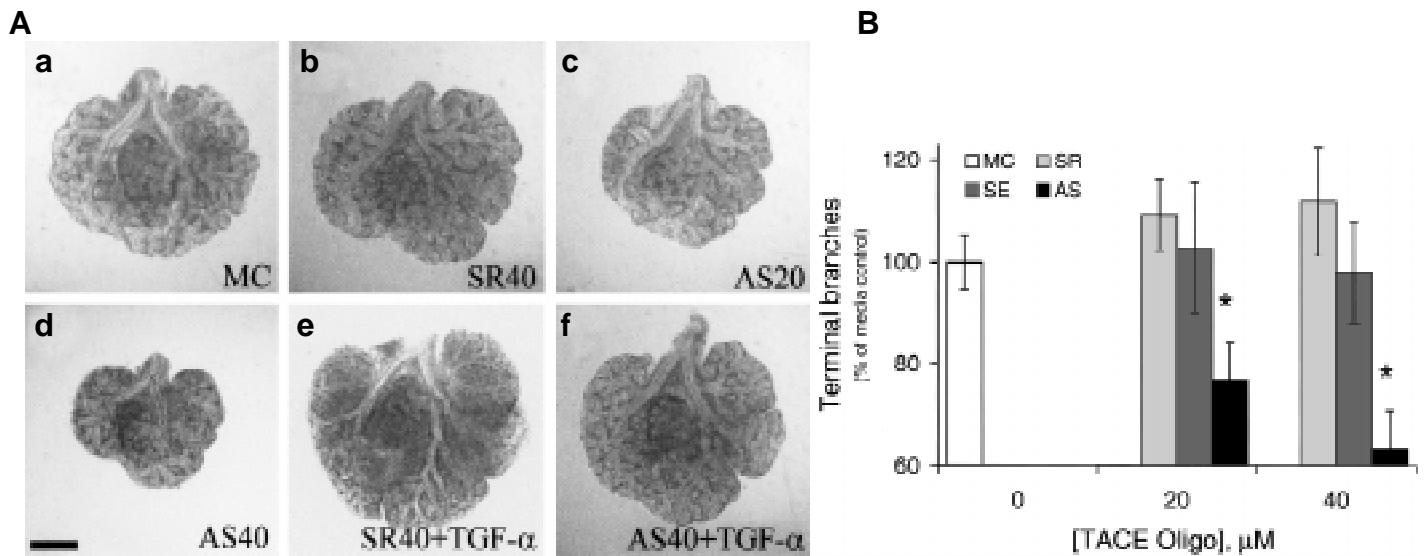 A
B
a
b
c
MC
SR40
AS20
d
e
f
AS40
SR40+TGF-α
AS40+TGF-α
MC
SR
SE
AS
Terminal branches
(% of media control)
120
100
80
60
*
*
0
20
40
[TACE Oligo], μM